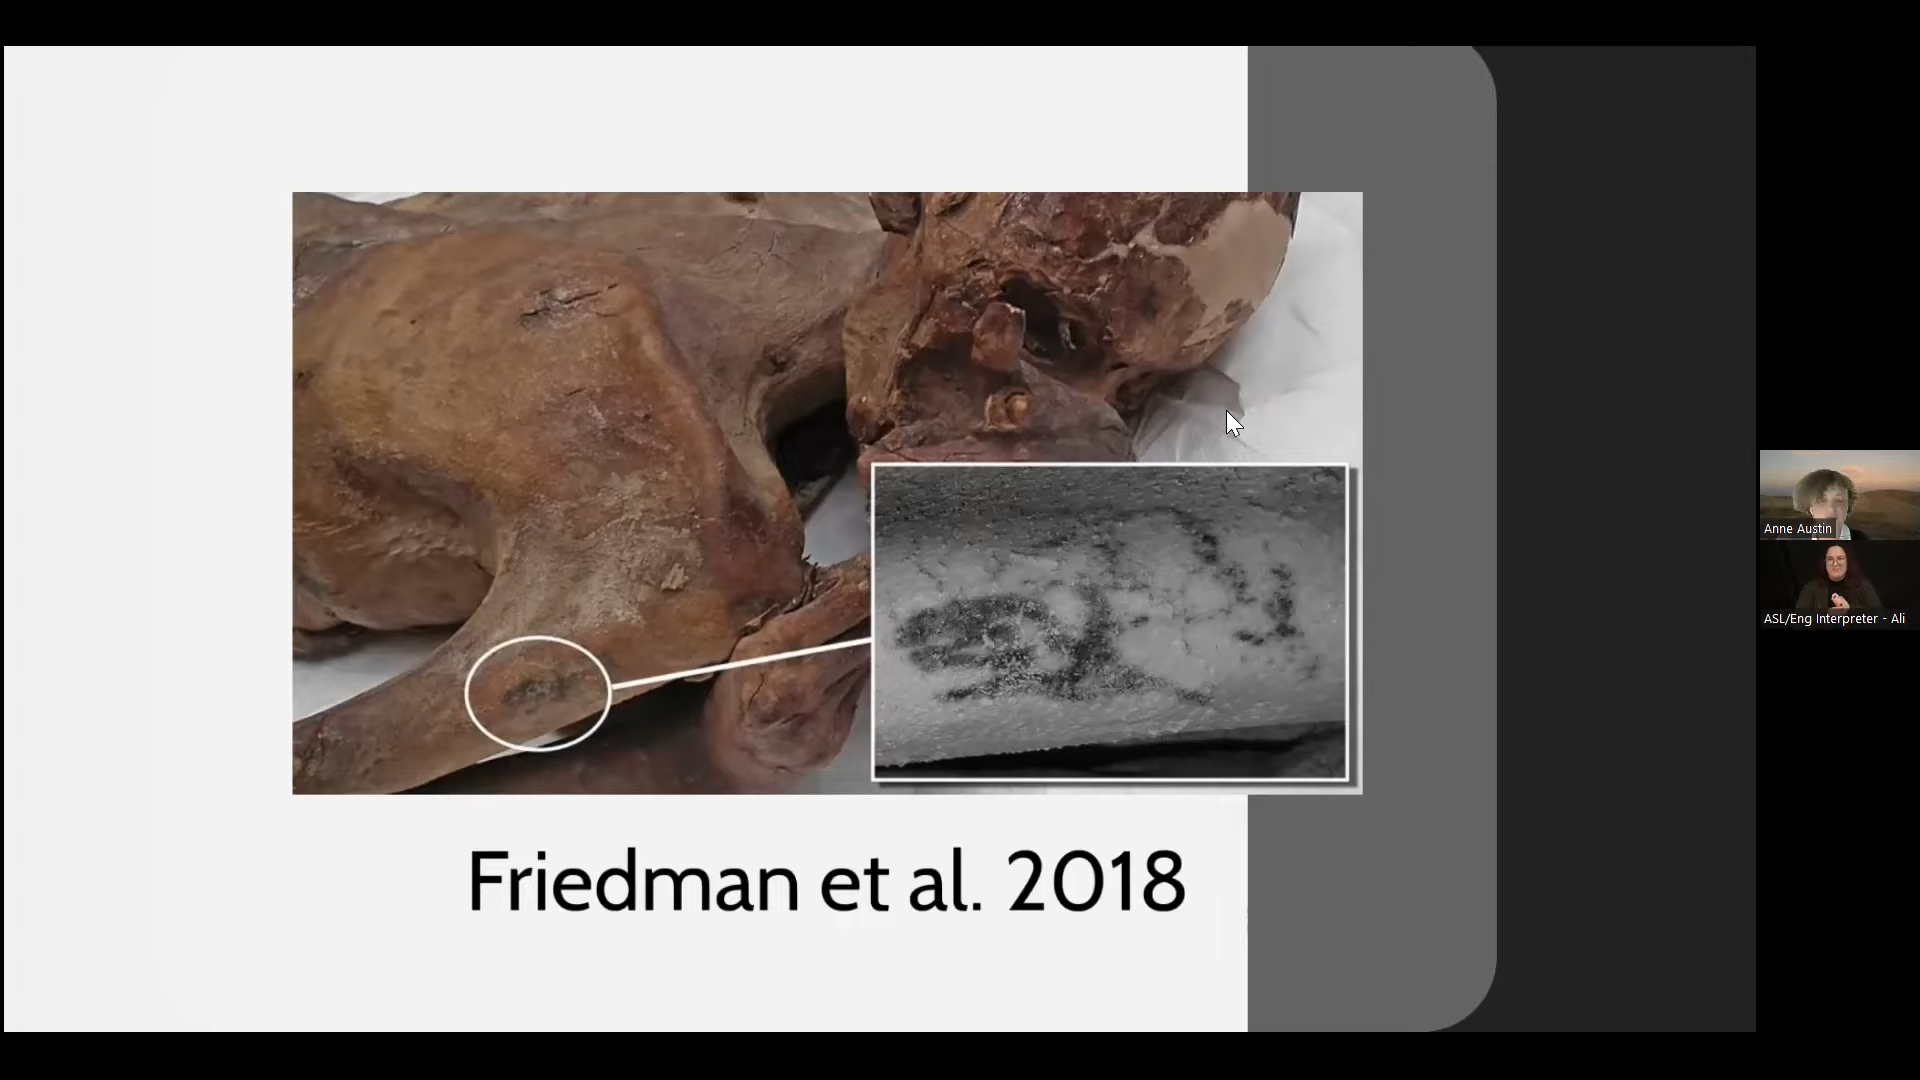 Friedman et al. 2018
Anne Austin
ASL/Eng Interpreter - Ali